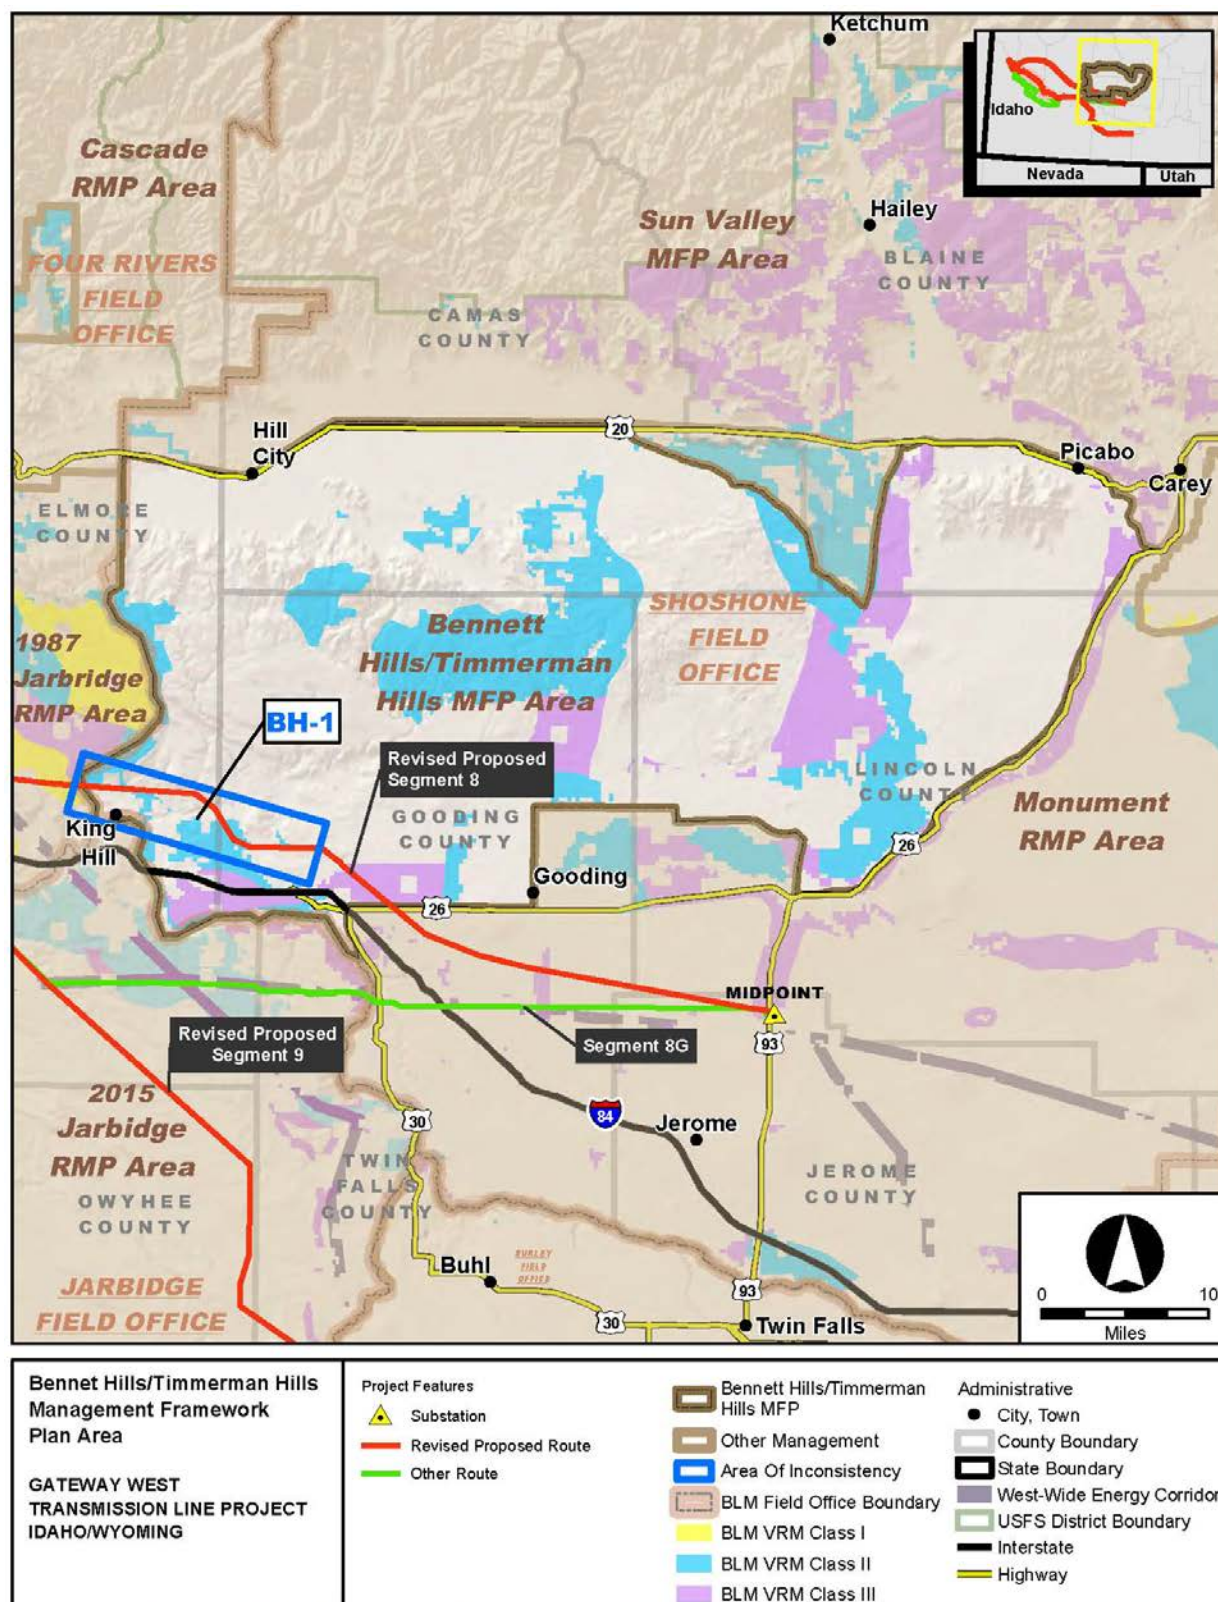 Ketchum
Idaho
Nevada
Utah
Cascade
RMP Area
Sun Valley
MFP Area
Hailey
BLAINE
COUNTY
FOUR RIVERS
FIELD
OFFICE
CAMAS
COUNTY
Hill
City
20
Picabo
Carey
ELMORE
COUNTY
1987
Jarbridge
RMP Area
Bennett
Hills/Timmerman
Hills MFP Area
SHOSHONE
FIELD
OFFICE
BH-1
Revised Proposed
Segment 8
GOODING
COUNTY
LINCOLN
COUNTY
Monument
RMP Area
King
Hill
26
Gooding
26
MIDPOINT
93
Revised Proposed
Segment 9
Segment 8G
2015
Jarbidge
RMP Area
OWYHEE
COUNTY
30
84
Jerome
TWIN
FALLS
COUNTY
JEROME
COUNTY
JARBIDGE
FIELD OFFICE
Buhl
BURLEY
FIELD
OFFICE
93
30
Twin Falls
0 10
Miles
Bennet Hills/Timmerman Hills
Management Framework
Plan Area
GATEWAY WEST
TRANSMISSION LINE PROJECT
IDAHO/WYOMING
Project Features
Substation
Revised Proposed Route
Other Route
Bennett Hills/Timmerman
Hills MFP
Other Management
Area Of Inconsistency
BLM Field Office Boundary
BLM VRM Class I
BLM VRM Class II
BLM VRM Class III
Administrative
City, Town
County Boundary
State Boundary
West-Wide Energy Corridor
USFS District Boundary
Interstate
Highway